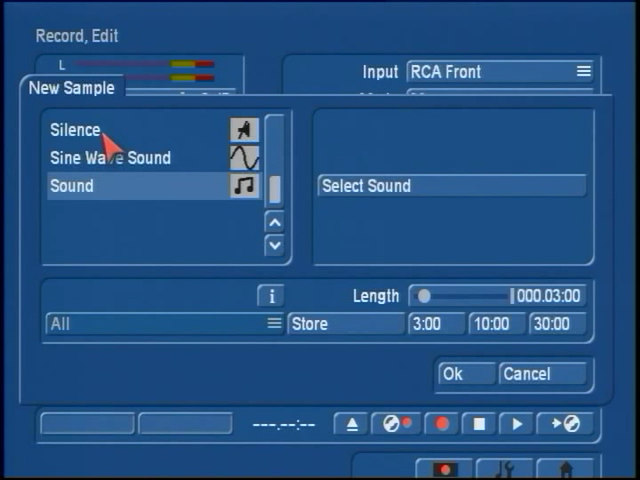 Record, Edit
L
Input RCA Front
New Sample
Silence
Sine Wave Sound
Sound
Select Sound
i
Length 000.03:00
All
Store 3:00 10:00 30:00
Ok Cancel
---.--:--